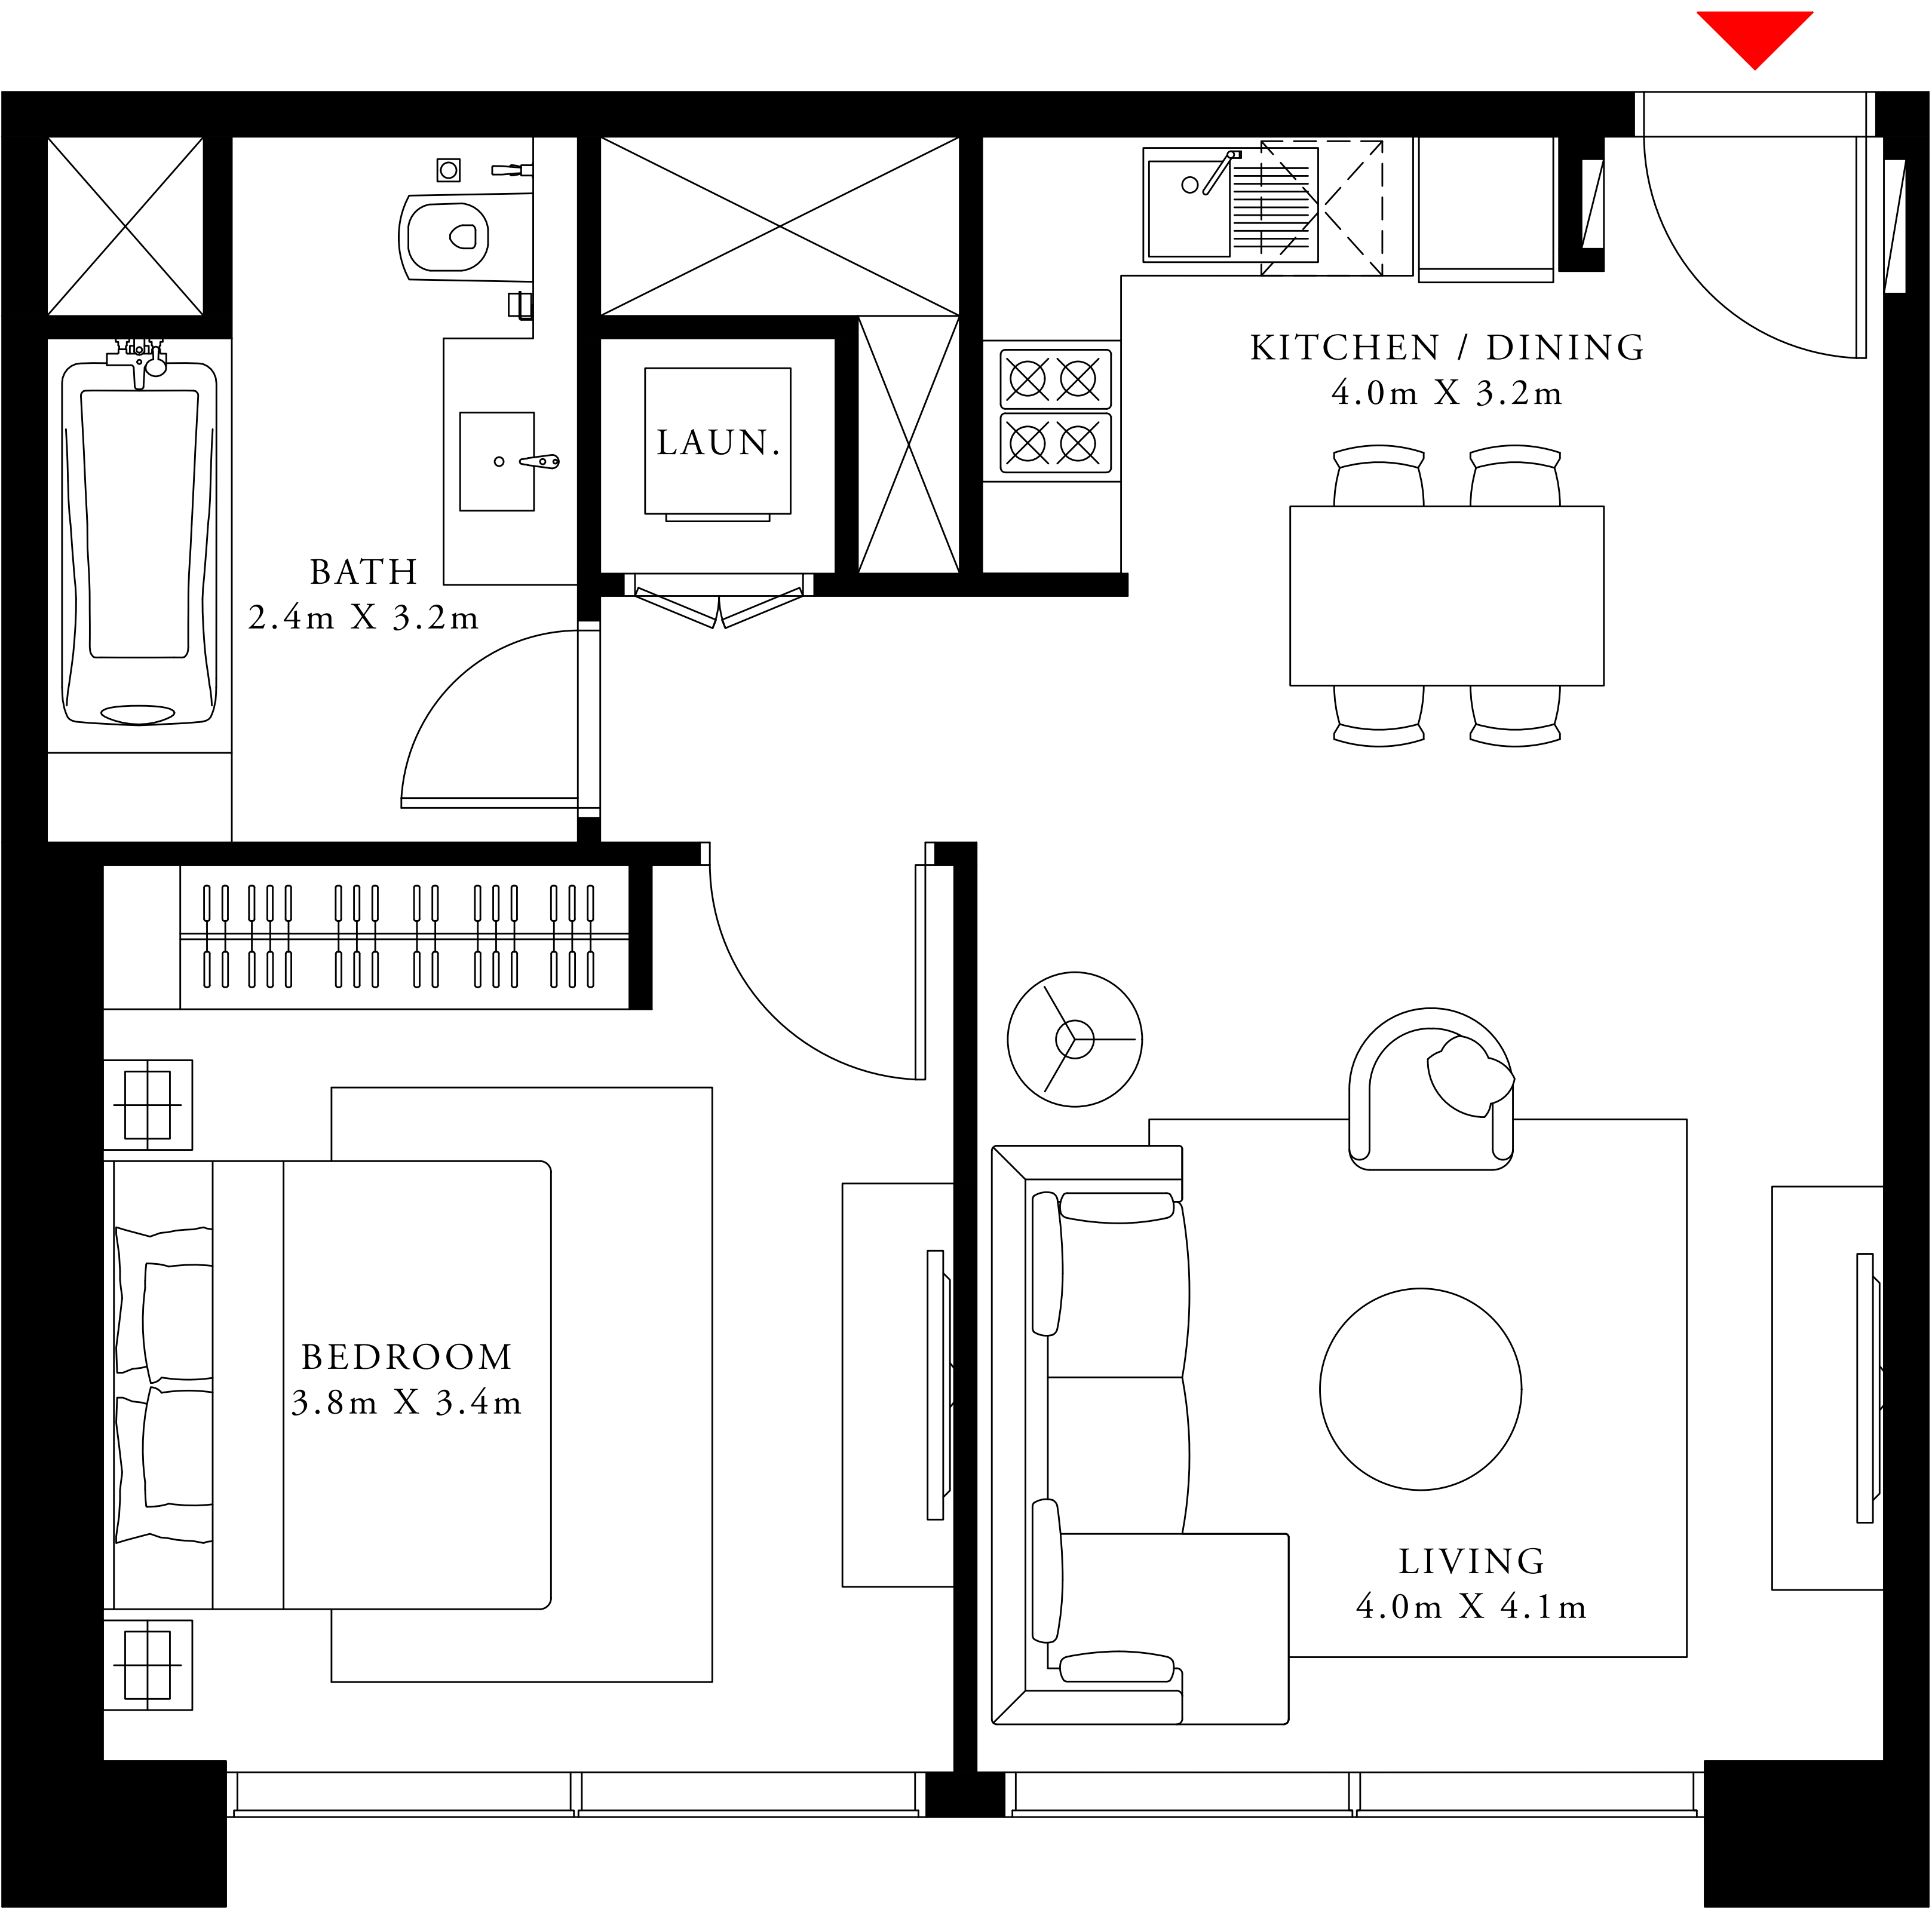 KITCHEN / DINING
4.0m X 3.2m
LAUN.
BATH
2.4m X 3.2m
BEDROOM
3.8m X 3.4m
LIVING
4.0m X 4.1m